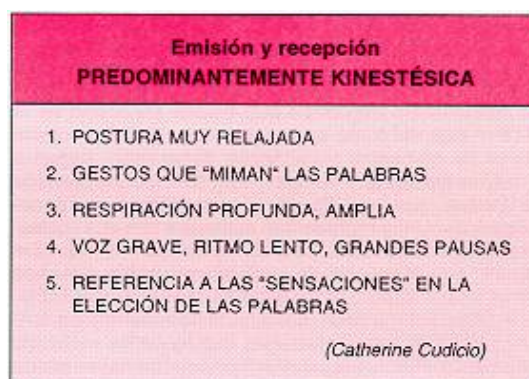 Emisión y recepción
PREDOMINANTEMENTE KINESTÉSICA
1. POSTURA MUY RELAJADA
2. GESTOS QUE "MIMAN" LAS PALABRAS
3. RESPIRACIÓN PROFUNDA, AMPLIA
4. VOZ GRAVE, RITMO LENTO, GRANDES PAUSAS
5. REFERENCIA A LAS "SENSACIONES" EN LA
ELECCIÓN DE LAS PALABRAS
(Catherine Cudicio)